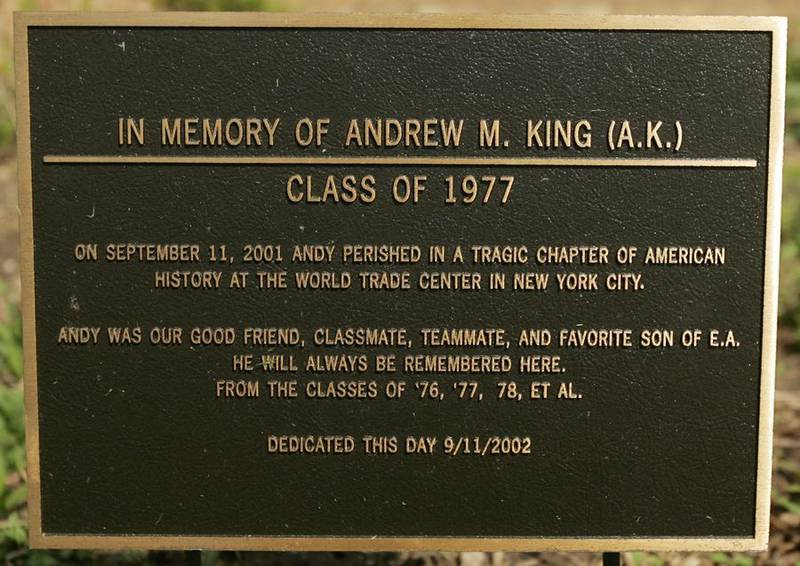 IN MEMORY OF ANDREW M. KING (A.K.)
CLASS OF 1977
ON SEPTEMBER 11, 2001 ANDY PERISHED IN A TRAGIC CHAPTER OF AMERICAN
HISTORY AT THE WORLD TRADE CENTER IN NEW YORK CITY.
ANDY WAS OUR GOOD FRIEND, CLASSMATE, TEAMMATE, AND FAVORITE SON OF E.A.
HE WILL ALWAYS BE REMEMBERED HERE.
FROM THE CLASSES OF '76, '77, 78, ET AL.
DEDICATED THIS DAY 9/11/2002